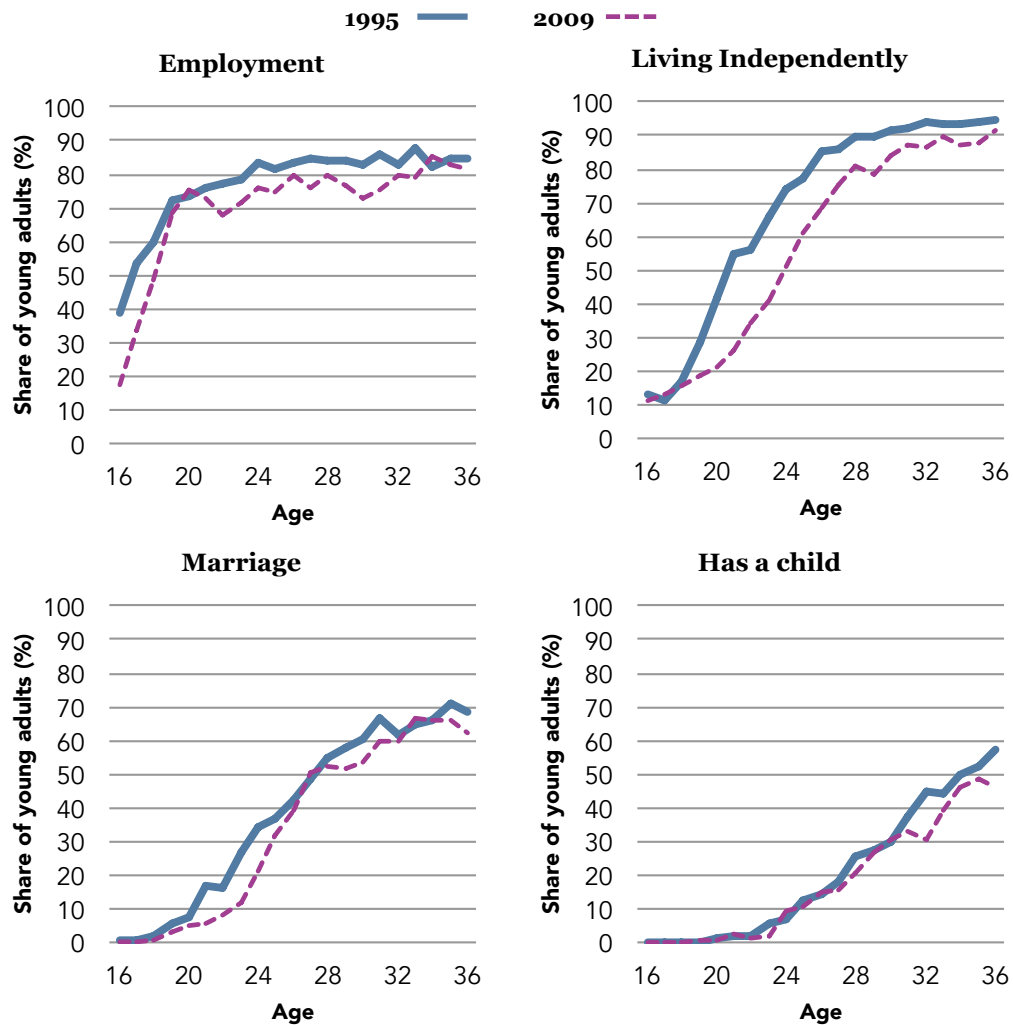 1995 2009
Employment
Share of young adults (%)
100
90
80
70
60
50
40
30
20
10
0
16 20 24 28 32 36
Age
Living Independently
Share of young adults (%)
100
90
80
70
60
50
40
30
20
10
0
16 20 24 28 32 36
Age
Marriage
Share of young adults (%)
100
90
80
70
60
50
40
30
20
10
0
16 20 24 28 32 36
Age
Has a child
Share of young adults (%)
100
90
80
70
60
50
40
30
20
10
0
16 20 24 28 32 36
Age